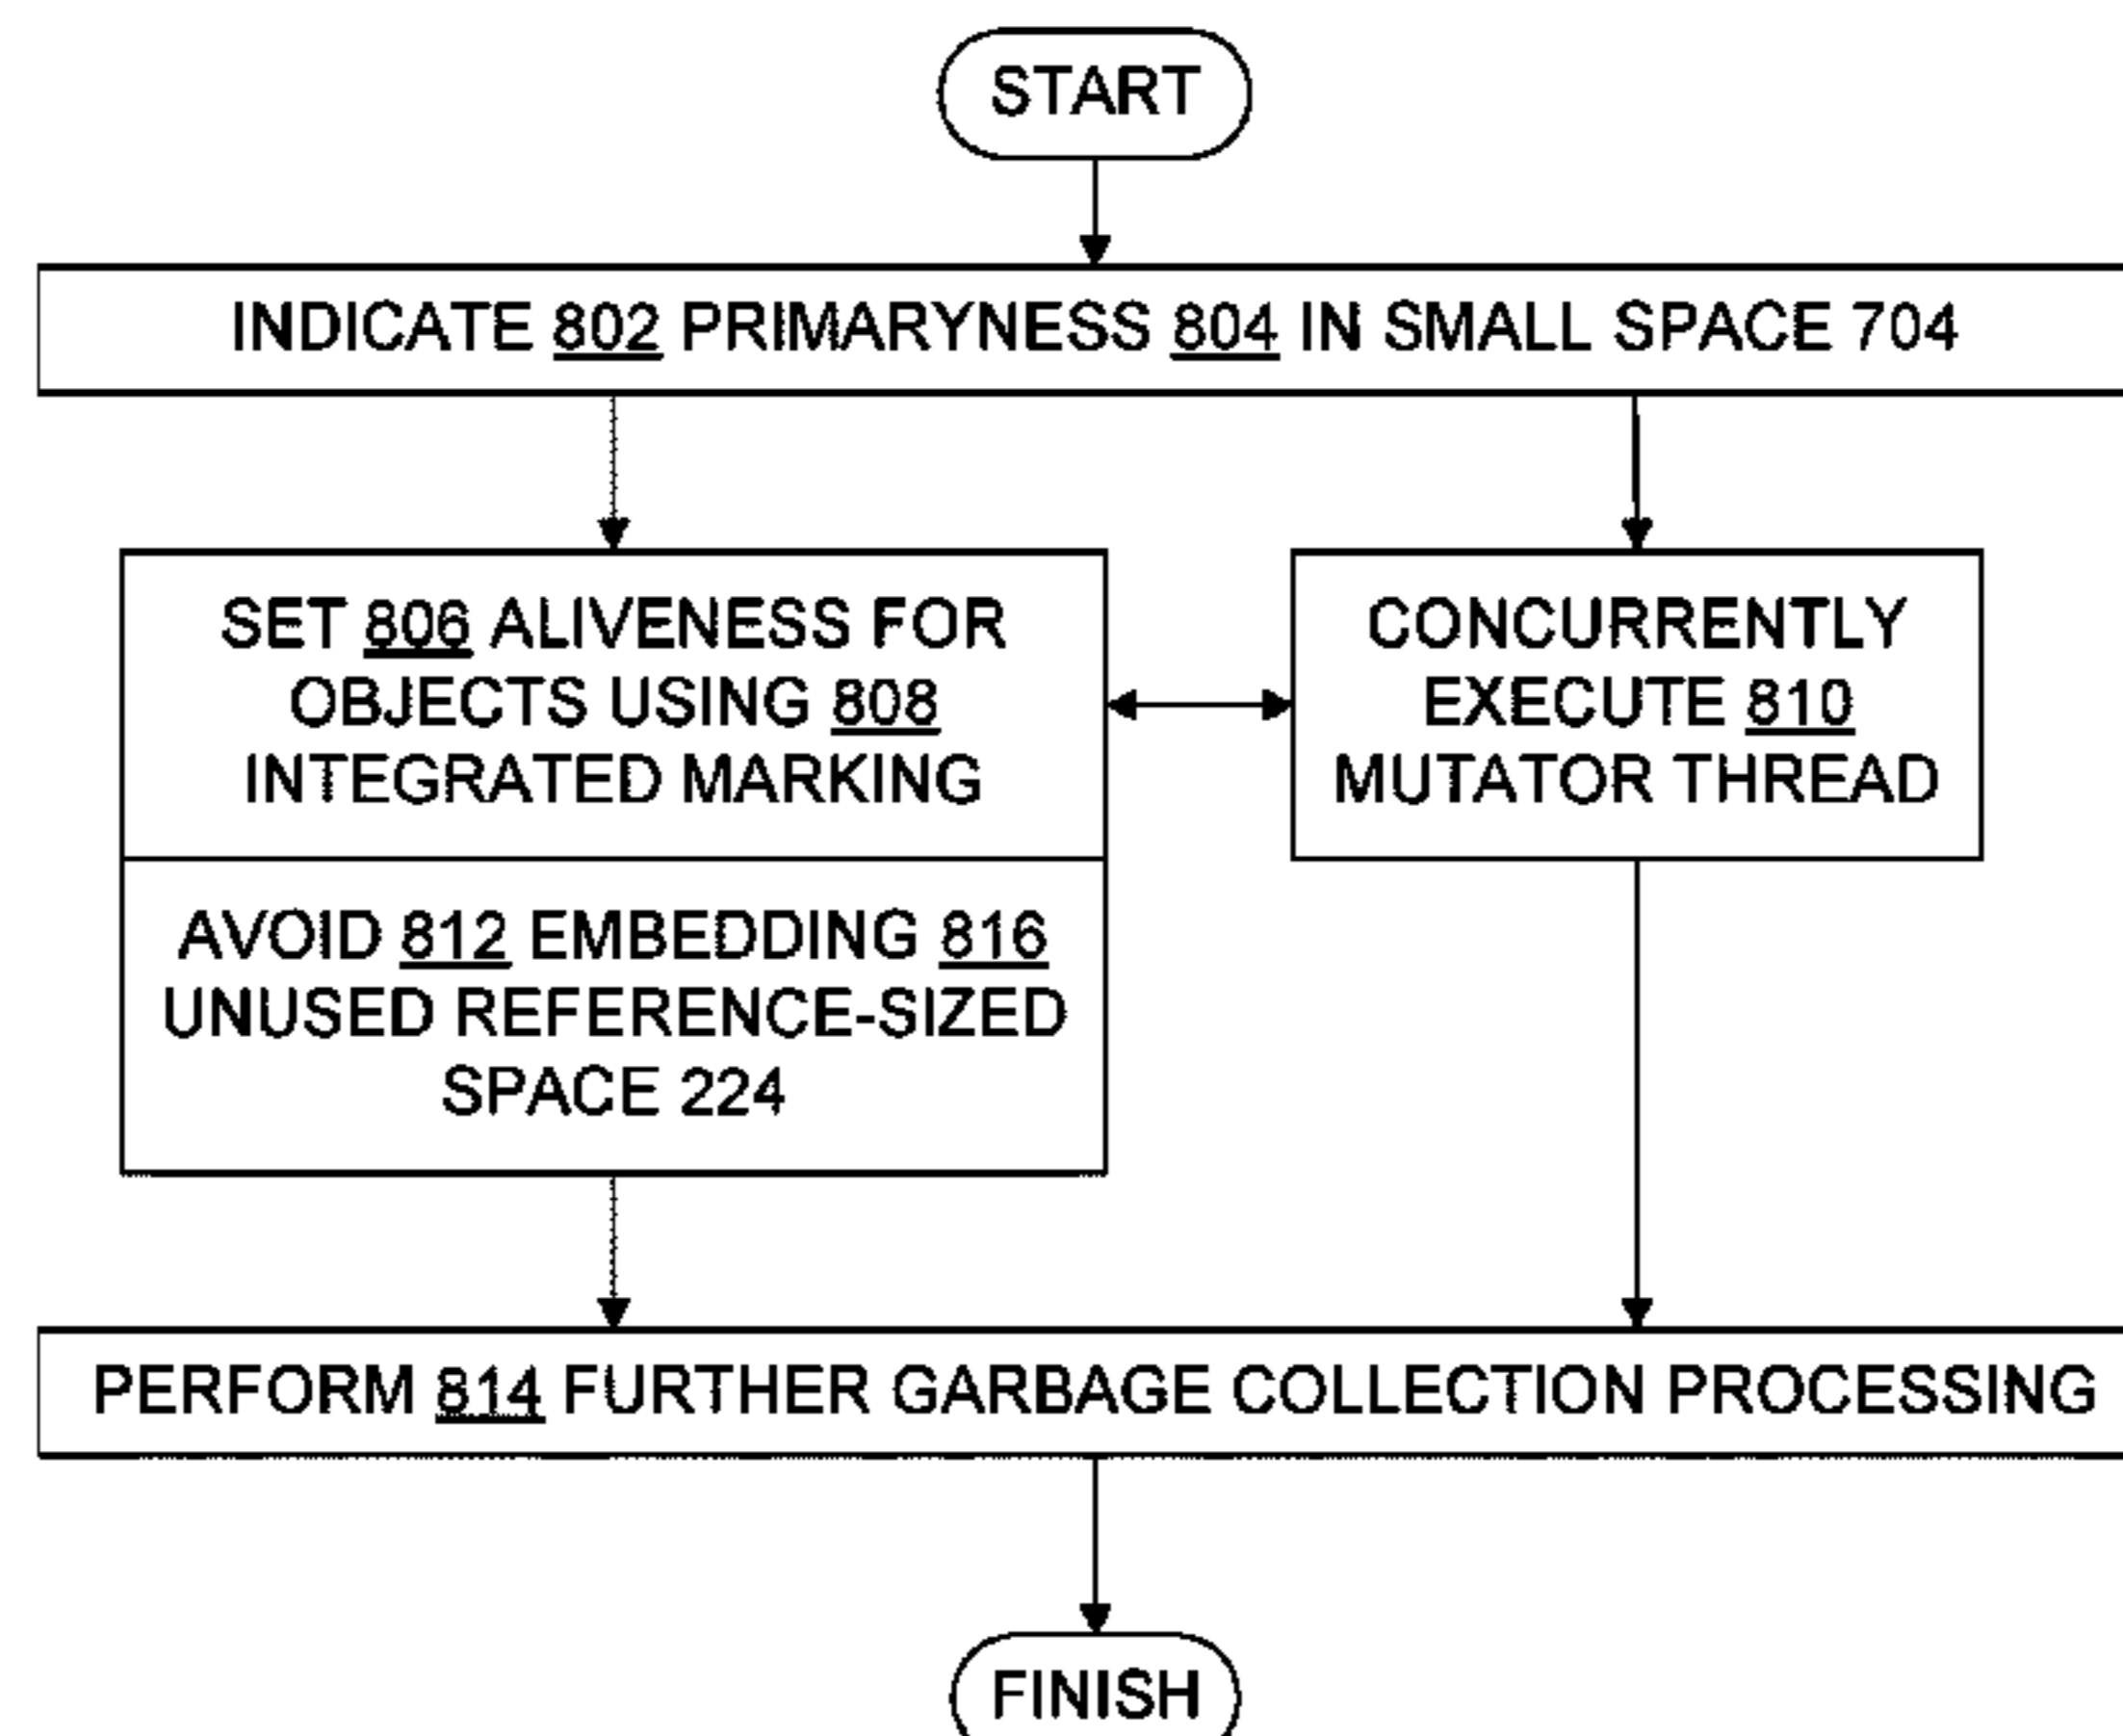 START
INDICATE 802 PRIMARYNESS 804 IN SMALL SPACE 704
SET 806 ALIVENESS FOR
OBJECTS USING 808
INTEGRATED MARKING
CONCURRENTLY
EXECUTE 810
MUTATOR THREAD
AVOID 812 EMBEDDING 816
UNUSED REFERENCE-SIZED
SPACE 224
PERFORM 814 FURTHER GARBAGE COLLECTION PROCESSING
FINISH